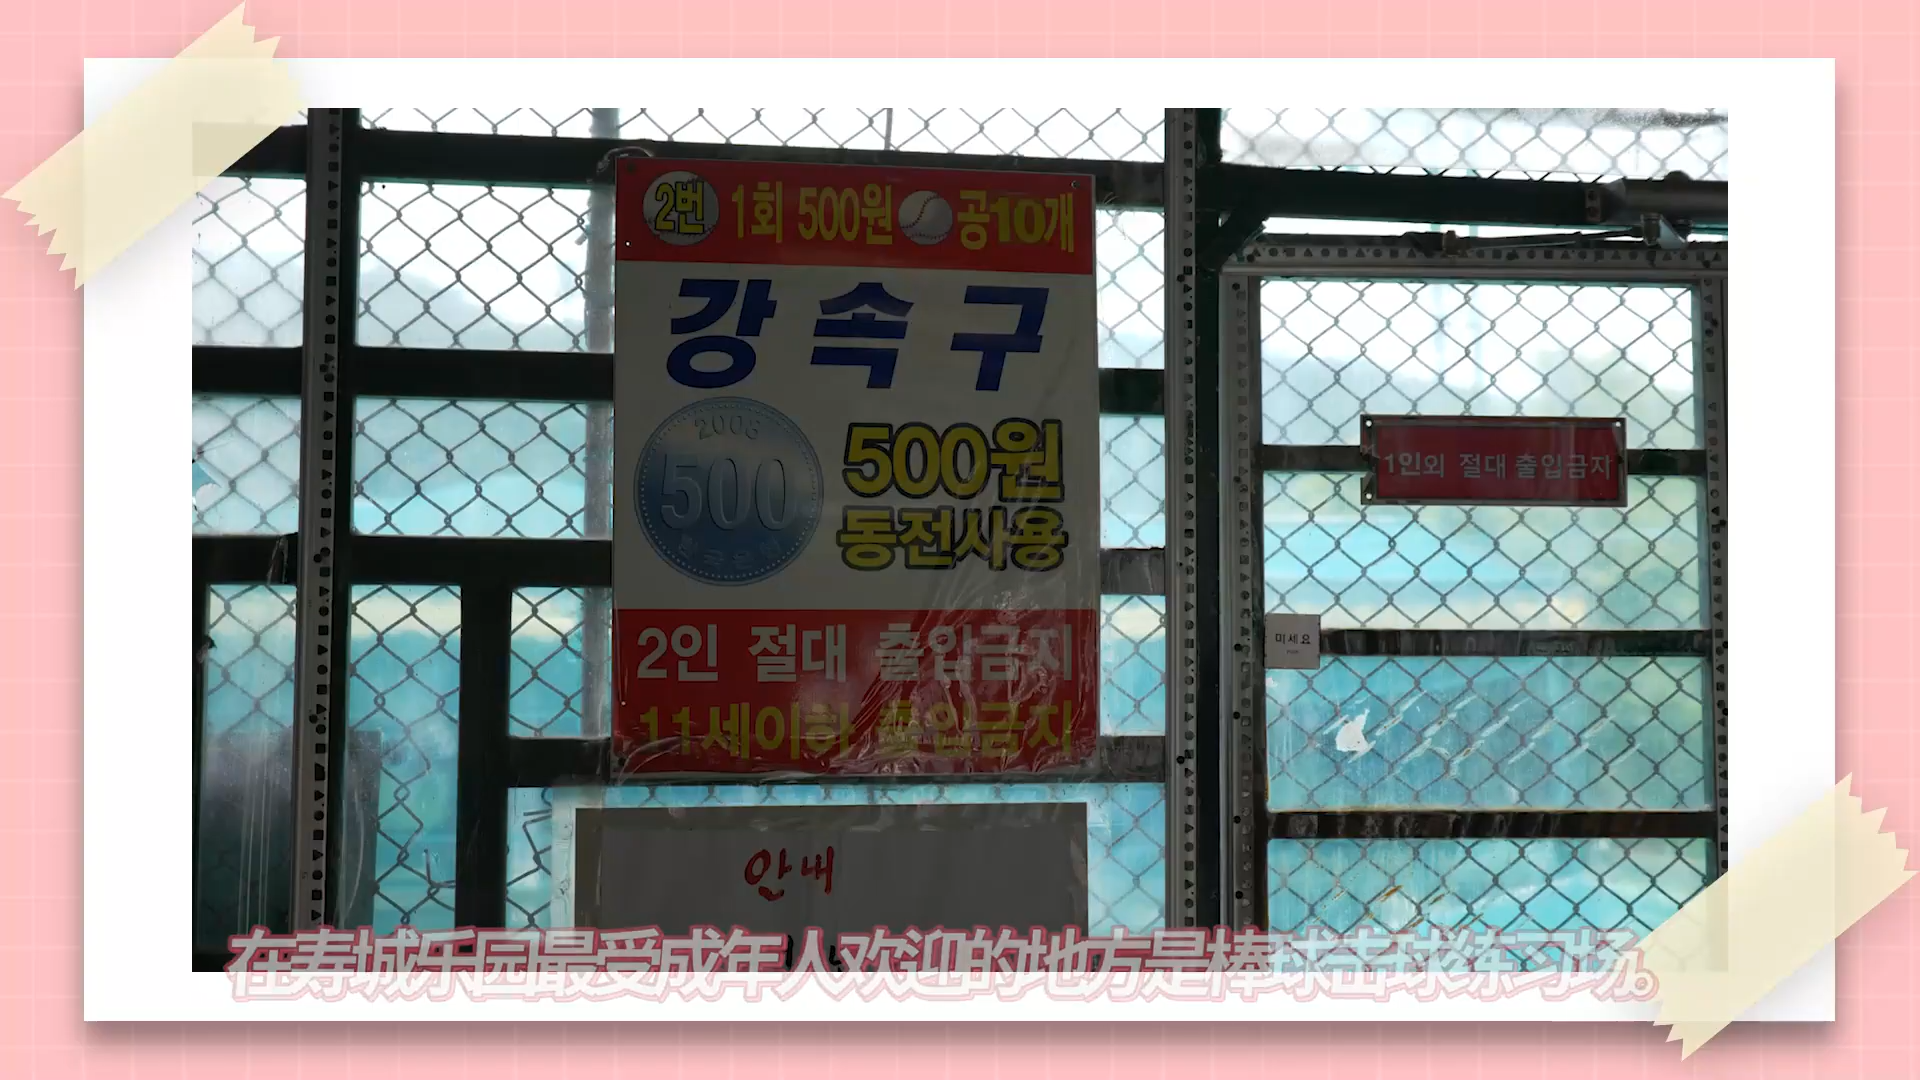 2번 1회 500원 공10개
강속구
2006
500
한국은행
500원
동전사용
2인 절대 출입금지
11세이하 출입금지
1인외 절대 출입금지
미세요
안내
在寿城乐园最受成年人欢迎的地方是棒球击球练习场。